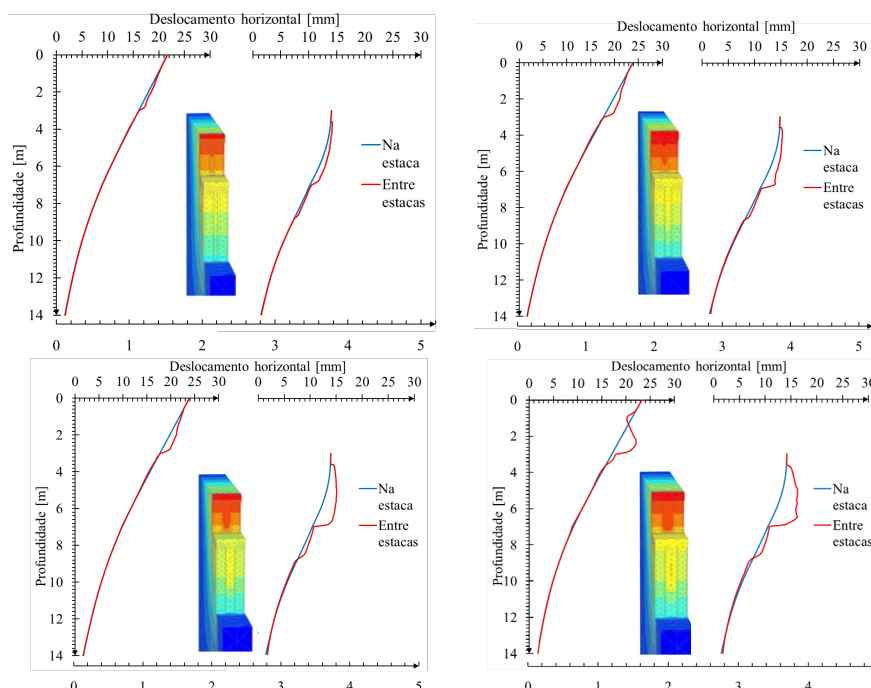 Deslocamento horizontal [mm]
0 5 10 15 20 25 30 0 5 10 15 20 25 30
0
2
4
6
8
10
12
14
Profundidade [m]
Na
estaca
Entre
estacas
0 1 2 3 4 5
Deslocamento horizontal [mm]
0 5 10 15 20 25 30 0 5 10 15 20 25 30
0
2
4
6
8
10
12
14
Profundidade [m]
Na
estaca
Entre
estacas
0 1 2 3 4 5
Deslocamento horizontal [mm]
0 5 10 15 20 25 30 0 5 10 15 20 25 30
0
2
4
6
8
10
12
14
Profundidade [m]
Na
estaca
Entre
estacas
0 1 2 3 4 5
Deslocamento horizontal [mm]
0 5 10 15 20 25 30 0 5 10 15 20 25 30
0
2
4
6
8
10
12
14
Profundidade [m]
Na
estaca
Entre
estacas
0 1 2 3 4